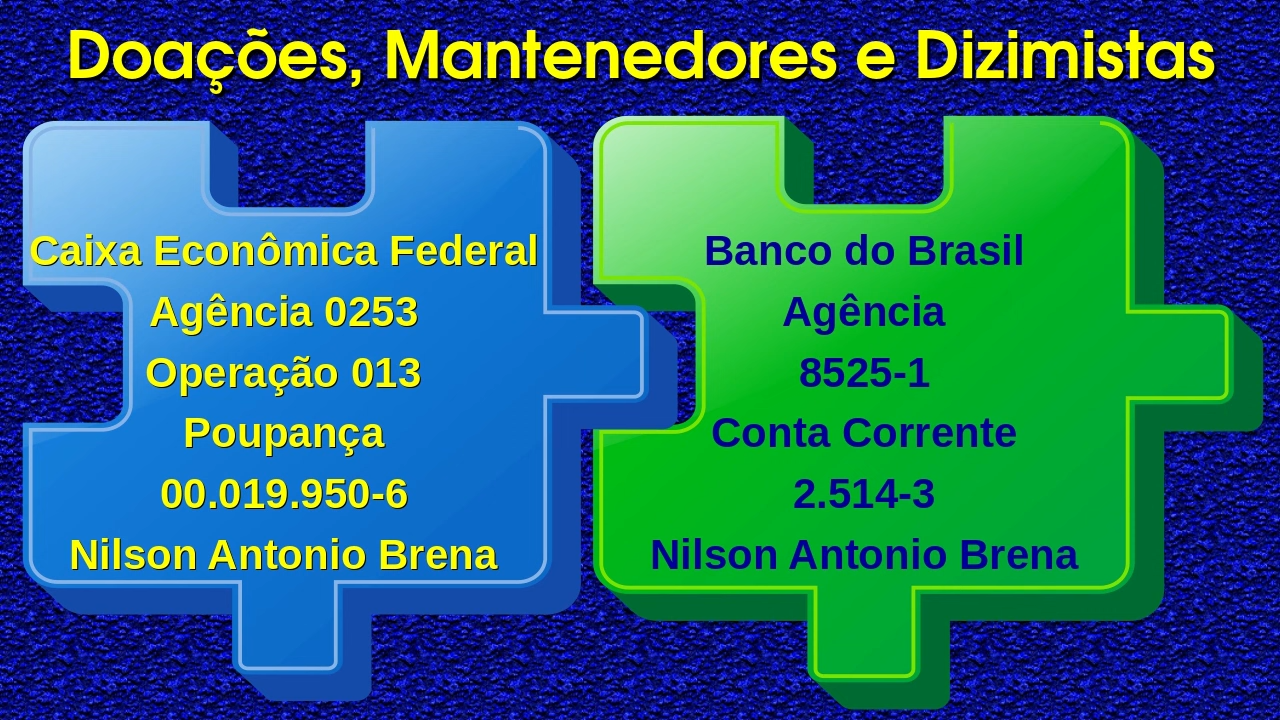 Doações, Mantenedores e Dizimistas
Caixa Econômica Federal
Agência 0253
Operação 013
Poupança
00.019.950-6
Nilson Antonio Brena
Banco do Brasil
Agência
8525-1
Conta Corrente
2.514-3
Nilson Antonio Brena